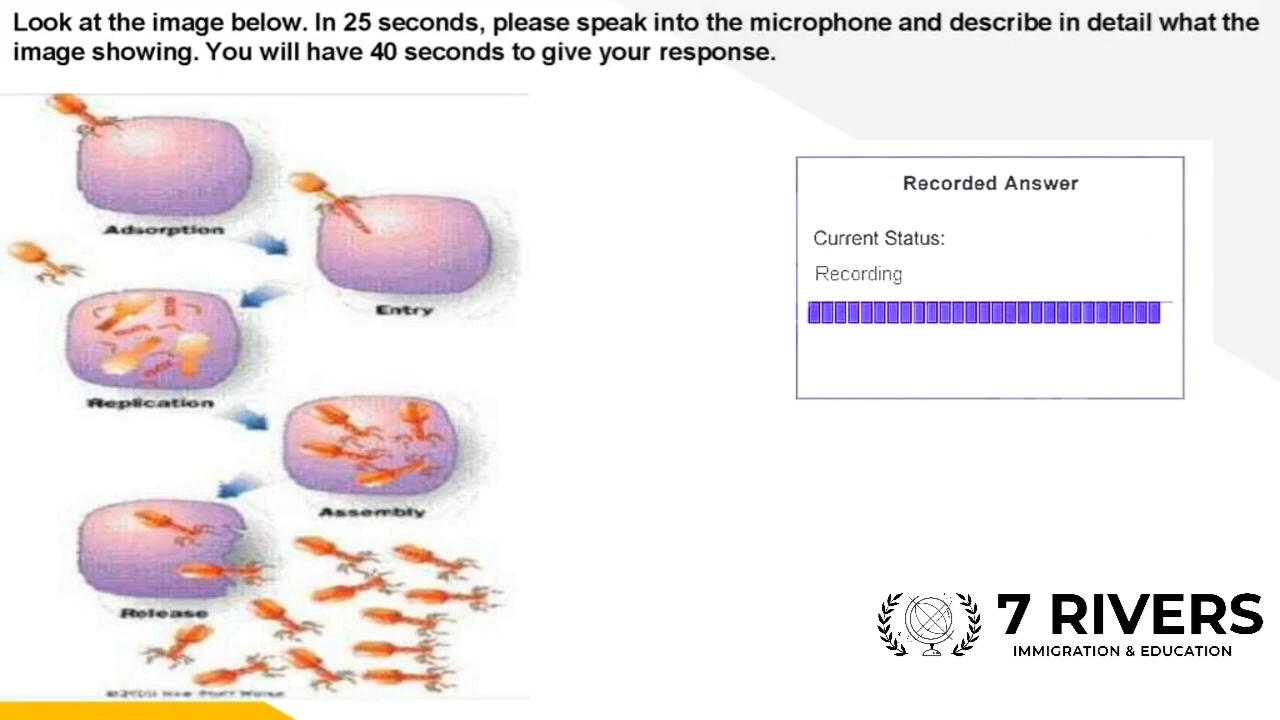 Look at the image below. In 25 seconds, please speak into the microphone and describe in detail what the
image showing. You will have 40 seconds to give your response.
Recorded Answer
Current Status:
Recording
Adsorption
Entry
Replication
Assembly
Release
7 RIVERS
IMMIGRATION & EDUCATION